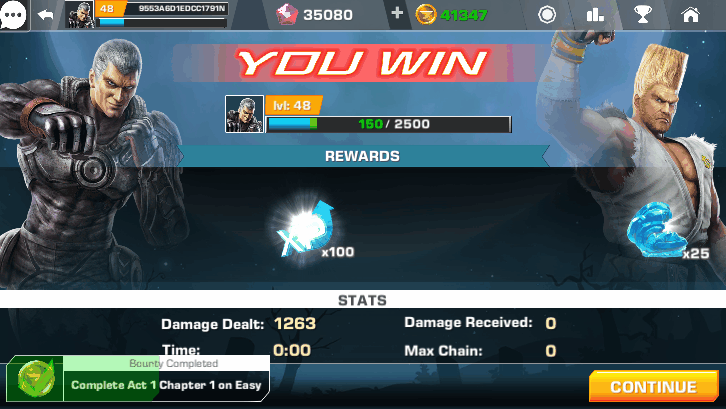 48
9553A6D1EDCC1791N
35080
41347
YOU WIN
lvl: 48
150/ 2500
REWARDS
XP
x100
x25
STATS
Damage Dealt: 1263
Damage Received: 0
Time: 0:00
Max Chain: 0
Bounty Completed
Complete Act 1 Chapter 1 on Easy
CONTINUE